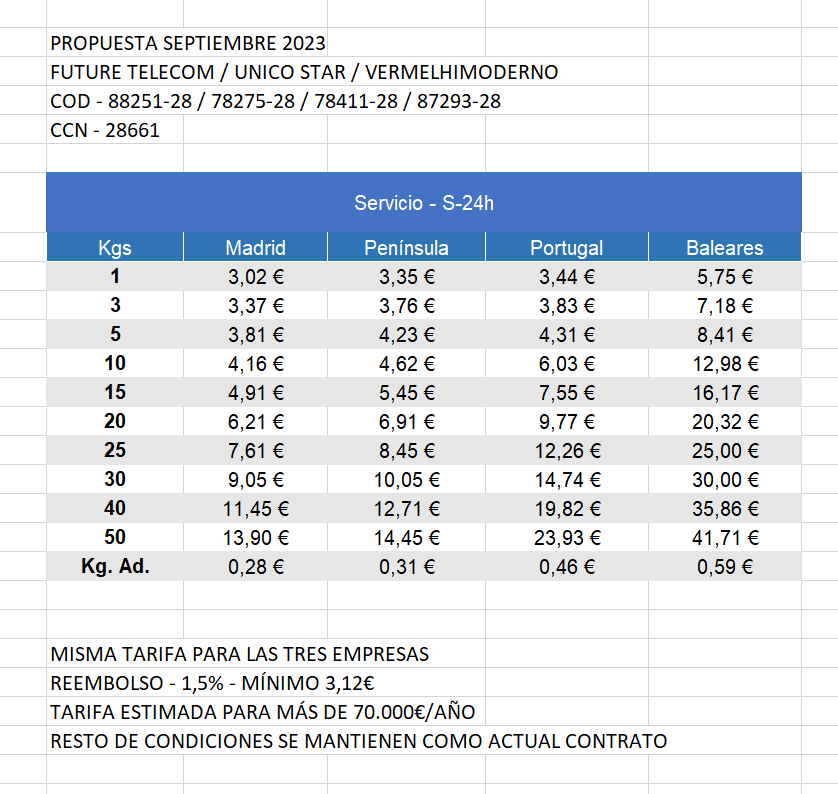 PROPUESTA SEPTIEMBRE 2023
FUTURE TELECOM / UNICO STAR / VERMELHIMODERNO
COD - 88251-28 / 78275-28 / 78411-28 / 87293-28
CCN - 28661
Servicio - S-24h
Kgs Madrid Península Portugal Baleares
1 3,02 € 3,35 € 3,44 € 5,75 €
3 3,37 € 3,76 € 3,83 € 7,18 €
5 3,81 € 4,23 € 4,31 € 8,41 €
10 4,16 € 4,62 € 6,03 € 12,98 €
15 4,91 € 5,45 € 7,55 € 16,17 €
20 6,21 € 6,91 € 9,77 € 20,32 €
25 7,61 € 8,45 € 12,26 € 25,00 €
30 9,05 € 10,05 € 14,74 € 30,00 €
40 11,45 € 12,71 € 19,82 € 35,86 €
50 13,90 € 14,45 € 23,93 € 41,71 €
Kg. Ad. 0,28 € 0,31 € 0,46 € 0,59 €
MISMA TARIFA PARA LAS TRES EMPRESAS
REEMBOLSO - 1,5% - MÍNIMO 3,12€
TARIFA ESTIMADA PARA MÁS DE 70.000€/AÑO
RESTO DE CONDICIONES SE MANTIENEN COMO ACTUAL CONTRATO